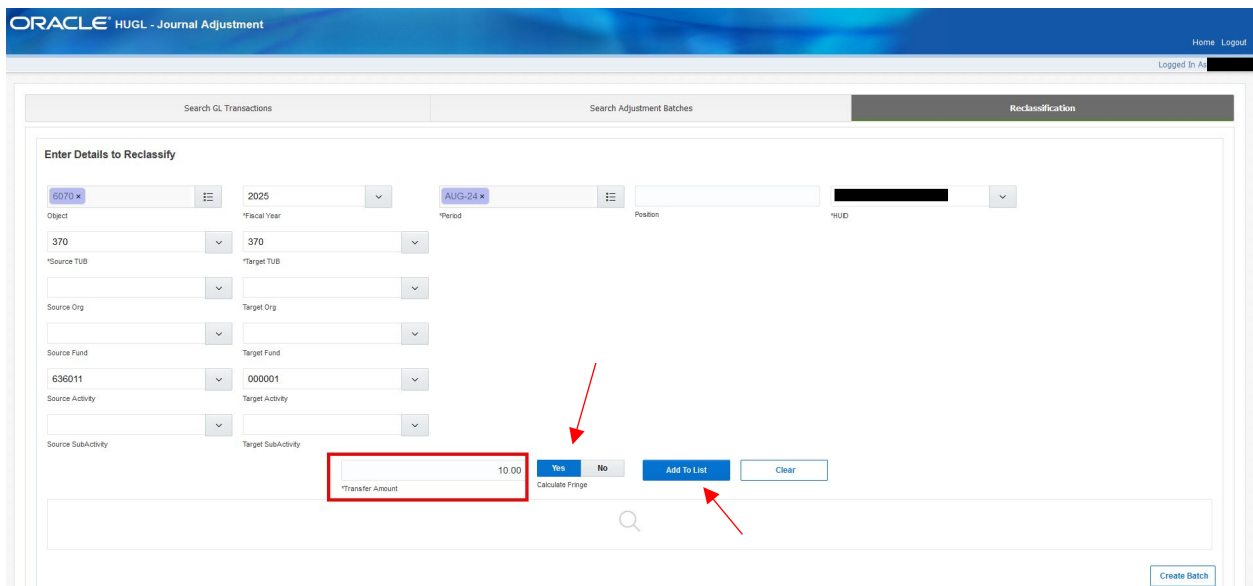 ORACLE HUGL - Journal Adjustment
Home Logout
Logged In As
Search GL Transactions Search Adjustment Batches Reclassification
Enter Details to Reclassify
6070 × 2025 AUG-24 ×
Object *Fiscal Year *Period Position *HUID
370 370
*Source TUB *Target TUB
Source Org Target Org
Source Fund Target Fund
636011 000001
Source Activity Target Activity
Source SubActivity Target SubActivity
10.00 Yes No Add To List Clear
*Transfer Amount Calculate Fringe
Create Batch